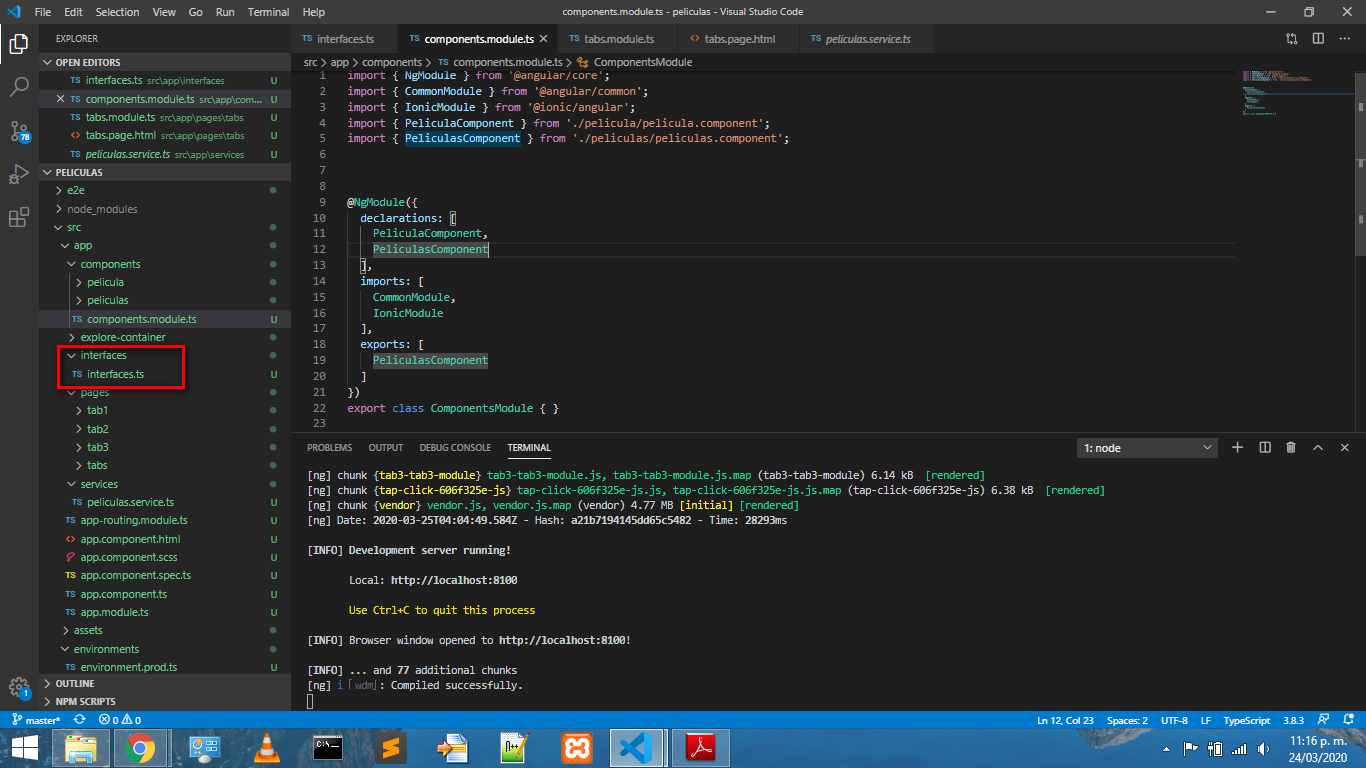 File Edit Selection View Go Run Terminal Help
components.module.ts - peliculas - Visual Studio Code
EXPLORER
OPEN EDITORS
TS interfaces.ts src\app\interfaces U
components.module.ts src\app\com... U
TS tabs.module.ts src\app\pages\tabs U
<> tabs.page.html src\app\pages\tabs U
TS peliculas.service.ts src\app\services U
PELICULAS
e2e
node_modules
src
app
components
pelicula
peliculas
TS components.module.ts U
explore-container
interfaces
TS interfaces.ts U
pages
tab1
tab2
tab3
tabs
services
TS peliculas.service.ts U
TS app-routing.module.ts U
<> app.component.html U
app.component.scss U
TS app.component.spec.ts U
TS app.component.ts U
TS app.module.ts U
assets
environments
TS environment.prod.ts U
OUTLINE
NPM SCRIPTS
78
1
TS interfaces.ts
TS components.module.ts
TS tabs.module.ts
<> tabs.page.html
TS peliculas.service.ts
src > app > components > TS components.module.ts > ComponentsModule
1 import { NgModule } from '@angular/core';
2 import { CommonModule } from '@angular/common';
3 import { IonicModule } from '@ionic/angular';
4 import { PeliculaComponent } from './pelicula/pelicula.component';
5 import { PeliculasComponent } from './peliculas/peliculas.component';
6
7
8
9 @NgModule({
10 declarations: [
11 PeliculaComponent,
12 PeliculasComponent
13 ],
14 imports: [
15 CommonModule,
16 IonicModule
17 ],
18 exports: [
19 PeliculasComponent
20 ]
21 })
22 export class ComponentsModule { }
23
PROBLEMS OUTPUT DEBUG CONSOLE TERMINAL
1: node
[ng] chunk {tab3-tab3-module} tab3-tab3-module.js, tab3-tab3-module.js.map (tab3-tab3-module) 6.14 kB [rendered]
[ng] chunk {tap-click-606f325e-js} tap-click-606f325e-js.js, tap-click-606f325e-js.js.map (tap-click-606f325e-js) 6.38 kB [rendered]
[ng] chunk {vendor} vendor.js, vendor.js.map (vendor) 4.77 MB [initial] [rendered]
[ng] Date: 2020-03-25T04:04:49.584Z - Hash: a21b7194145dd65c5482 - Time: 28293ms
[INFO] Development server running!
Local: http://localhost:8100
Use Ctrl+C to quit this process
[INFO] Browser window opened to http://localhost:8100!
[INFO] ... and 77 additional chunks
[ng] i ｢wdm｣: Compiled successfully.
master* 0 0
Ln 12, Col 23 Spaces: 2 UTF-8 LF TypeScript 3.8.3
11:16 p. m.
24/03/2020